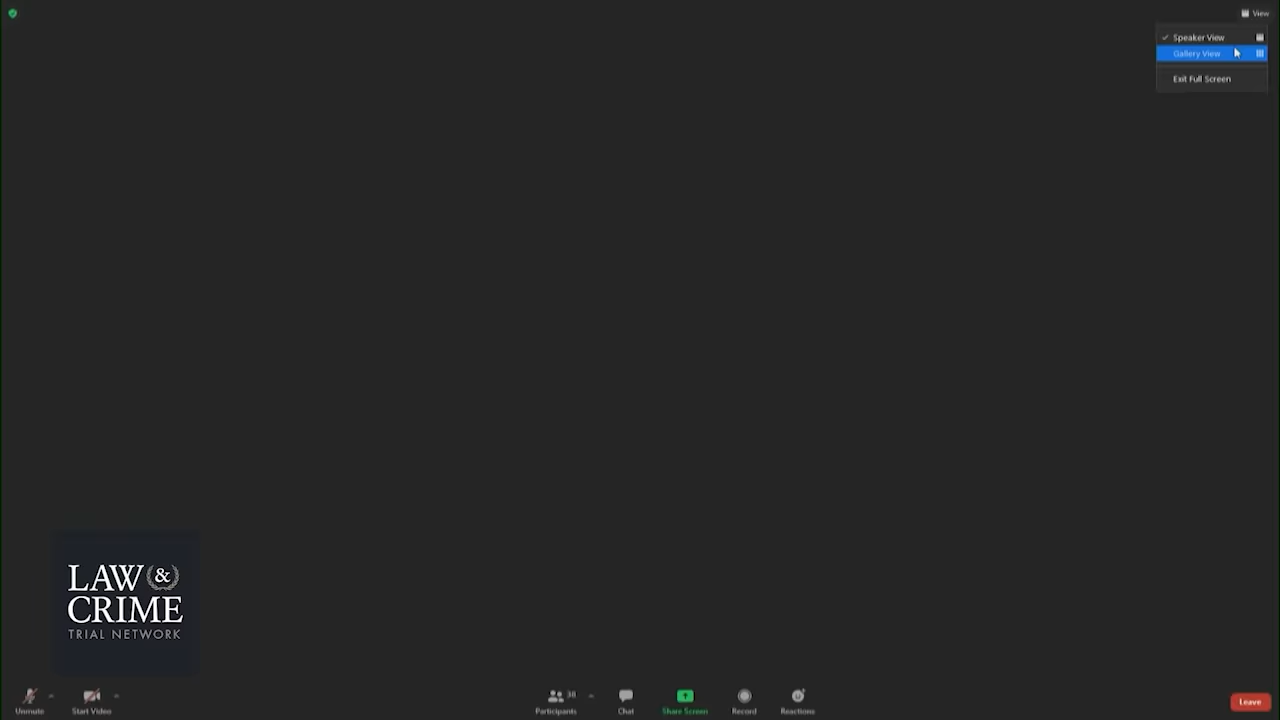 View
Speaker View
Gallery View
Exit Full Screen
LAW &
CRIME
TRIAL NETWORK
38
Unmute
Start Video
Participants
Chat
Share Screen
Record
Reactions
Leave